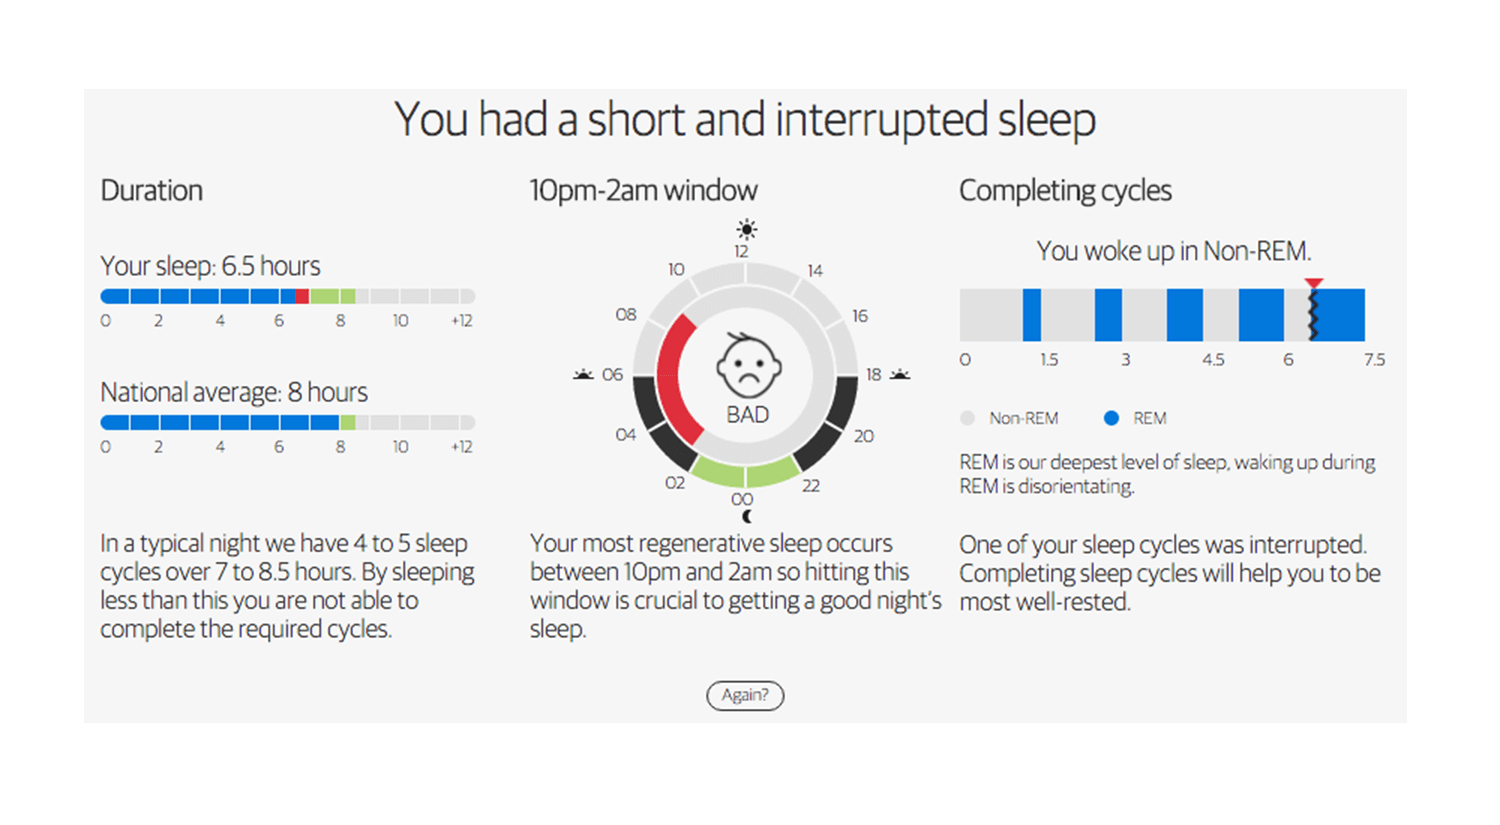 You had a short and interrupted sleep
Duration
Your sleep: 6.5 hours
0 2 4 6 8 10 +12
National average: 8 hours
0 2 4 6 8 10 +12
In a typical night we have 4 to 5 sleep
cycles over 7 to 8.5 hours. By sleeping
less than this you are not able to
complete the required cycles.
10pm-2am window
12
10 14
08 16
06 18
BAD
04 20
02 22
00
Your most regenerative sleep occurs
between 10pm and 2am so hitting this
window is crucial to getting a good night's
sleep.
Completing cycles
You woke up in Non-REM.
0 1.5 3 4.5 6 7.5
Non-REM REM
REM is our deepest level of sleep, waking up during
REM is disorientating.
One of your sleep cycles was interrupted.
Completing sleep cycles will help you to be
most well-rested.
Again?